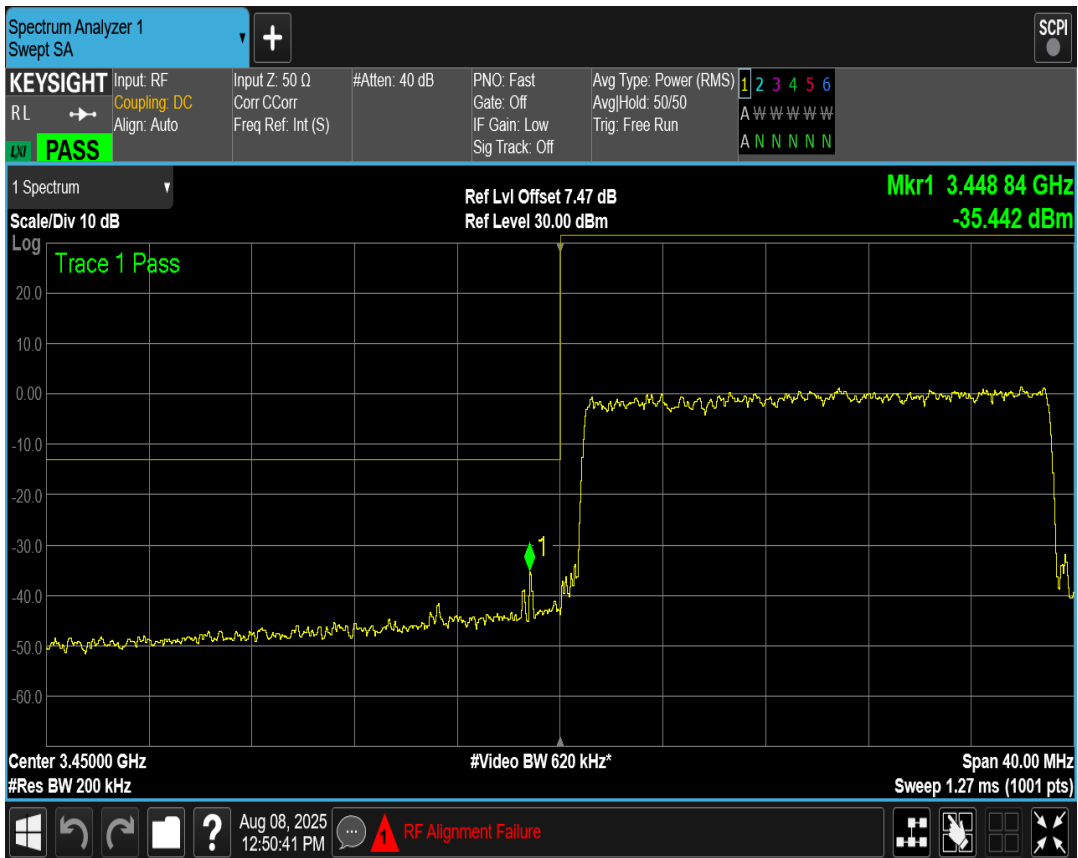 Spectrum Analyzer 1
Swept SA
+
SCPI
KEYSIGHT
RL
LXI PASS
Input: RF
Coupling: DC
Align: Auto
Input Z: 50 Ω
Corr CCorr
Freq Ref: Int (S)
#Atten: 40 dB
PNO: Fast
Gate: Off
IF Gain: Low
Sig Track: Off
Avg Type: Power (RMS)
Avg|Hold: 50/50
Trig: Free Run
1 2 3 4 5 6
A W W W W W
A N N N N N
1 Spectrum
Scale/Div 10 dB
Ref Lvl Offset 7.47 dB
Ref Level 30.00 dBm
Mkr1 3.448 84 GHz
-35.442 dBm
Log
Trace 1 Pass
20.0
10.0
0.00
-10.0
-20.0
-30.0
1
-40.0
-50.0
-60.0
Center 3.45000 GHz
#Res BW 200 kHz
#Video BW 620 kHz*
Span 40.00 MHz
Sweep 1.27 ms (1001 pts)
?
Aug 08, 2025
12:50:41 PM
1
RF Alignment Failure